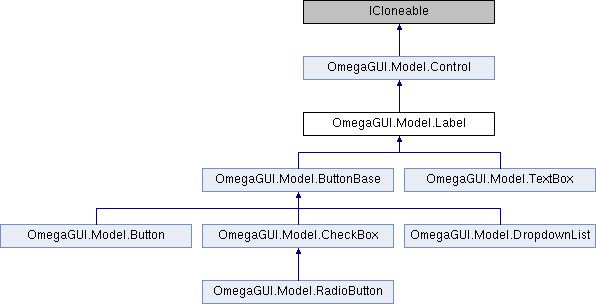 ICloneable
OmegaGUI.Model.Control
OmegaGUI.Model.Label
OmegaGUI.Model.ButtonBase
OmegaGUI.Model.TextBox
OmegaGUI.Model.Button
OmegaGUI.Model.CheckBox
OmegaGUI.Model.DropdownList
OmegaGUI.Model.RadioButton